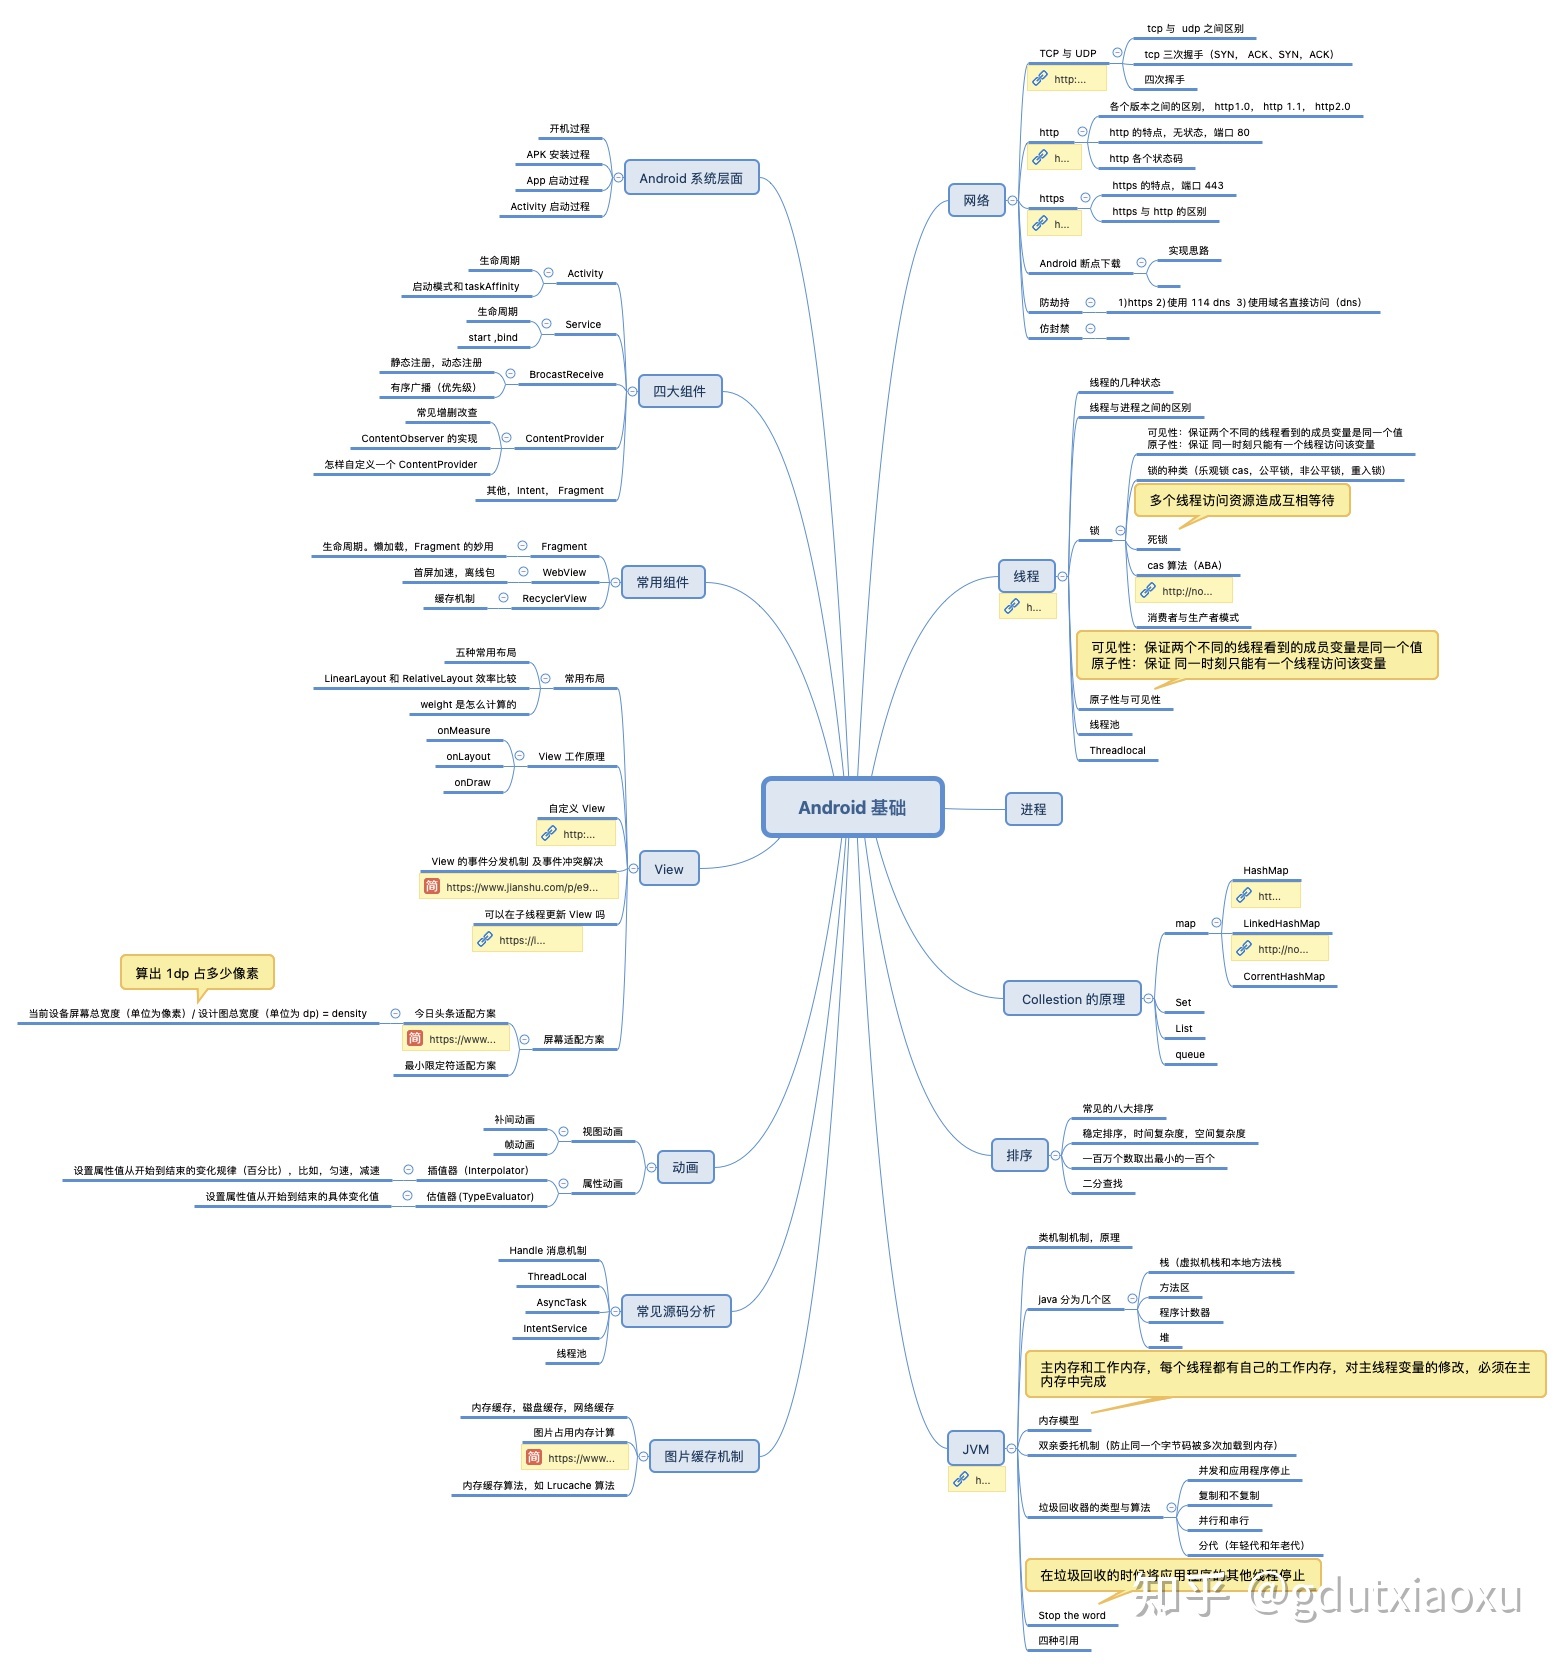 Android 基础
Android 系统层面
开机过程
APK 安装过程
App 启动过程
Activity 启动过程
四大组件
Activity
生命周期
启动模式和taskAffinity
Service
生命周期
start ,bind
BrocastReceive
静态注册，动态注册
有序广播（优先级）
ContentProvider
常见增删改查
ContentObserver 的实现
怎样自定义一个 ContentProvider
其他，Intent， Fragment
常用组件
Fragment
生命周期。懒加载，Fragment 的妙用
WebView
首屏加速，离线包
RecyclerView
缓存机制
View
常用布局
五种常用布局
LinearLayout 和 RelativeLayout 效率比较
weight 是怎么计算的
View 工作原理
onMeasure
onLayout
onDraw
自定义 View
http:...
View 的事件分发机制 及事件冲突解决
简 https://www.jianshu.com/p/e9...
可以在子线程更新 View 吗
https://l...
屏幕适配方案
今日头条适配方案
简 https://www...
算出 1dp 占多少像素
当前设备屏幕总宽度（单位为像素）/ 设计图总宽度（单位为 dp) = density
最小限定符适配方案
动画
视图动画
补间动画
帧动画
属性动画
插值器（Interpolator）
设置属性值从开始到结束的变化规律（百分比），比如，匀速，减速
估值器(TypeEvaluator)
设置属性值从开始到结束的具体变化值
常见源码分析
Handle 消息机制
ThreadLocal
AsyncTask
IntentService
线程池
图片缓存机制
内存缓存，磁盘缓存，网络缓存
图片占用内存计算
简 https://www...
内存缓存算法，如 Lrucache 算法
网络
TCP 与 UDP
http:...
tcp 与  udp 之间区别
tcp 三次握手（SYN， ACK、SYN，ACK）
四次挥手
http
h...
各个版本之间的区别， http1.0， http 1.1， http2.0
http 的特点，无状态，端口 80
http 各个状态码
https
h...
https 的特点，端口 443
https 与 http 的区别
Android 断点下载
实现思路
防劫持
1)https 2)使用 114 dns  3)使用域名直接访问（dns）
仿封禁
线程
h...
线程的几种状态
线程与进程之间的区别
锁
可见性：保证两个不同的线程看到的成员变量是同一个值
原子性：保证 同一时刻只能有一个线程访问该变量
锁的种类（乐观锁 cas，公平锁，非公平锁，重入锁）
多个线程访问资源造成互相等待
死锁
cas 算法（ABA）
http://no...
消费者与生产者模式
可见性：保证两个不同的线程看到的成员变量是同一个值
原子性：保证 同一时刻只能有一个线程访问该变量
原子性与可见性
线程池
Threadlocal
进程
Collestion 的原理
map
HashMap
htt...
LinkedHashMap
http://no...
CorrentHashMap
Set
List
queue
排序
常见的八大排序
稳定排序，时间复杂度，空间复杂度
一百万个数取出最小的一百个
二分查找
JVM
h...
类机制机制，原理
java 分为几个区
栈（虚拟机栈和本地方法栈
方法区
程序计数器
堆
主内存和工作内存，每个线程都有自己的工作内存，对主线程变量的修改，必须在主
内存中完成
内存模型
双亲委托机制（防止同一个字节码被多次加载到内存）
垃圾回收器的类型与算法
并发和应用程序停止
复制和不复制
并行和串行
分代（年轻代和年老代）
在垃圾回收的时候将应用程序的其他线程停止
Stop the word
四种引用
知乎 @gdutxiaoxu